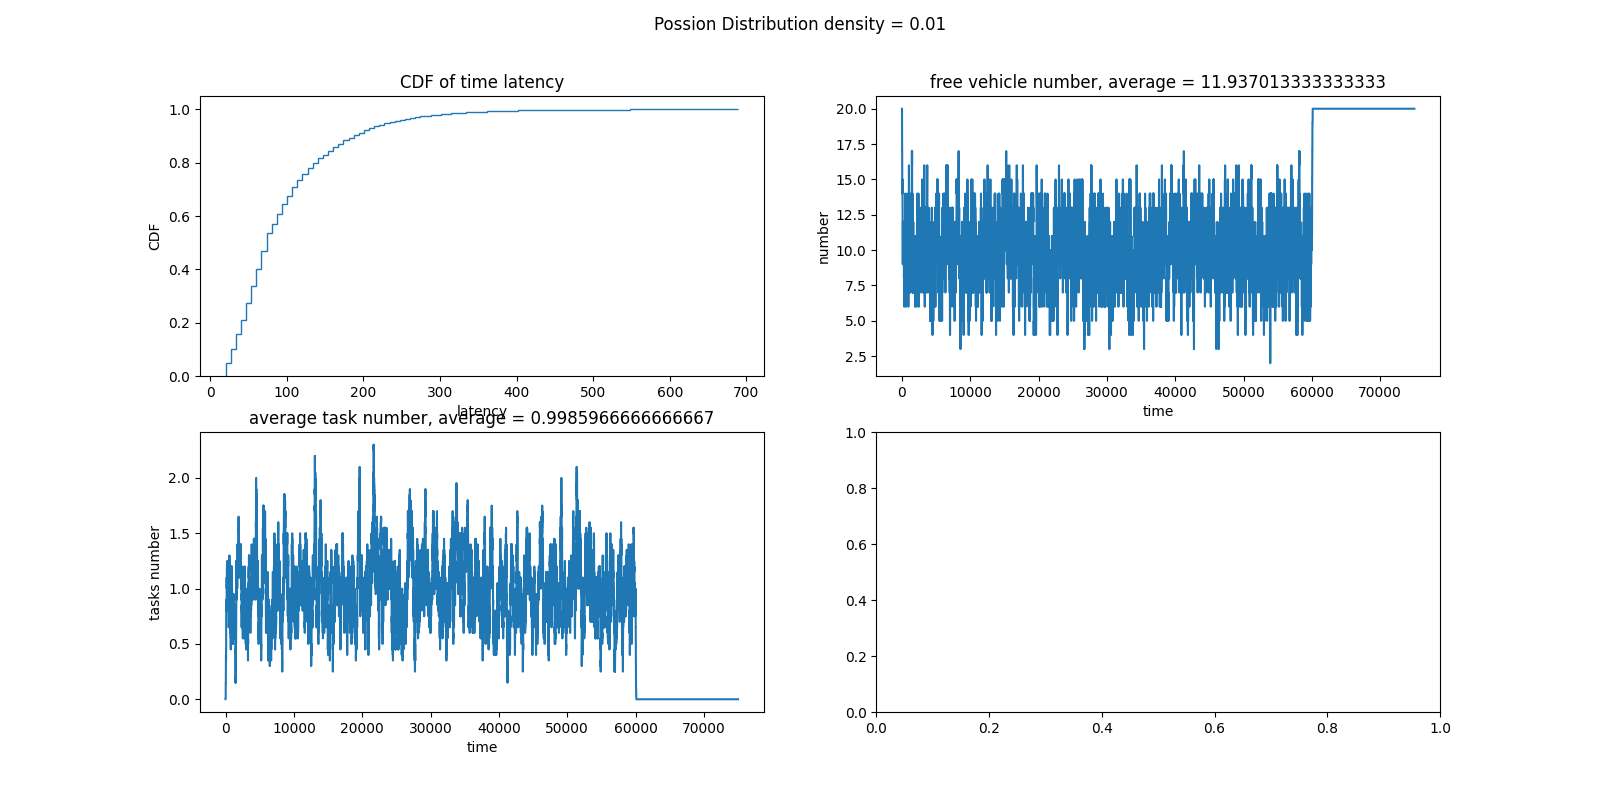 Possion Distribution density = 0.01
CDF of time latency
1.0
0.8
0.6
0.4
0.2
0.0
CDF
0 100 200 300 400 500 600 700
latency
free vehicle number, average = 11.937013333333333
20.0
17.5
15.0
12.5
10.0
7.5
5.0
2.5
number
0 10000 20000 30000 40000 50000 60000 70000
time
average task number, average = 0.9985966666666667
2.0
1.5
1.0
0.5
0.0
tasks number
0 10000 20000 30000 40000 50000 60000 70000
time
1.0
0.8
0.6
0.4
0.2
0.0
0.0 0.2 0.4 0.6 0.8 1.0